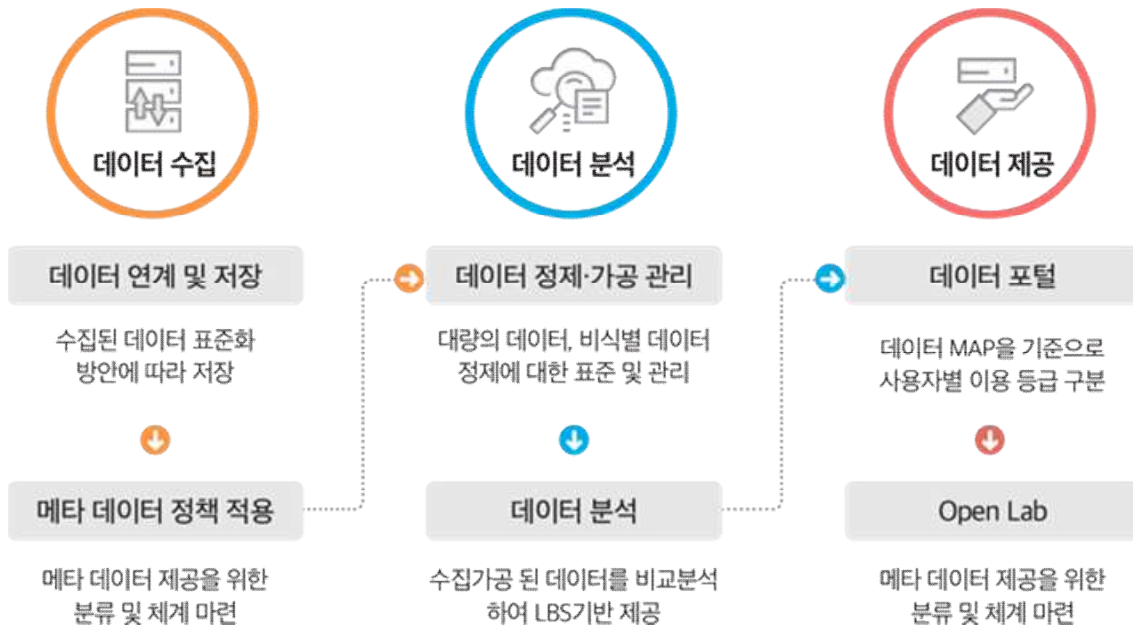 데이터 수집
데이터 연계 및 저장
수집된 데이터 표준화
방안에 따라 저장
메타 데이터 정책 적용
메타 데이터 제공을 위한
분류 및 체계 마련
데이터 분석
데이터 정제·가공 관리
대량의 데이터, 비식별 데이터
정제에 대한 표준 및 관리
데이터 분석
수집가공 된 데이터를 비교분석
하여 LBS기반 제공
데이터 제공
데이터 포털
데이터 MAP을 기준으로
사용자별 이용 등급 구분
Open Lab
메타 데이터 제공을 위한
분류 및 체계 마련